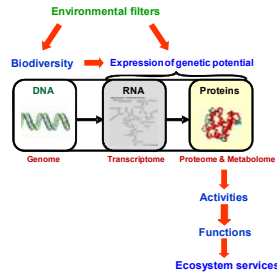 Environmental filters
Biodiversity
Expression of genetic potential
DNA
RNA
Proteins
Genome
Transcriptome
Proteome & Metabolome
Activities
Functions
Ecosystem services